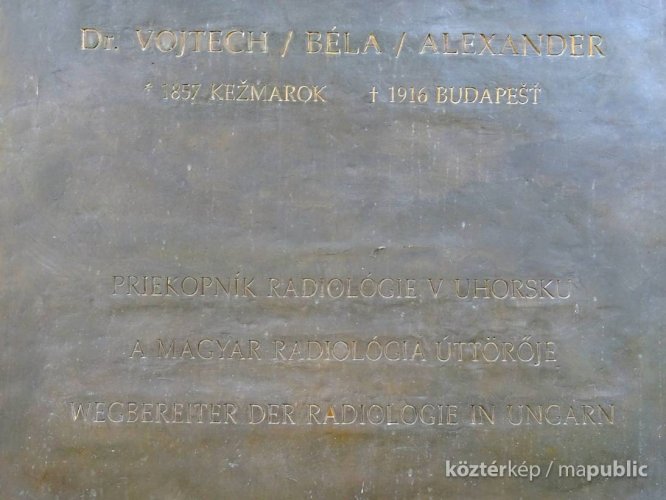 Dr. VOJTECH / BÉLA / ALEXANDER
* 1857 KEŽMAROK † 1916 BUDAPEŠŤ
PRIEKOPNÍK RADIOLÓGIE V UHORSKU
A MAGYAR RADIOLÓGIA ÚTTÖRŐJE
WEGBEREITER DER RADIOLOGIE IN UNGARN
köztérkép / mapublic